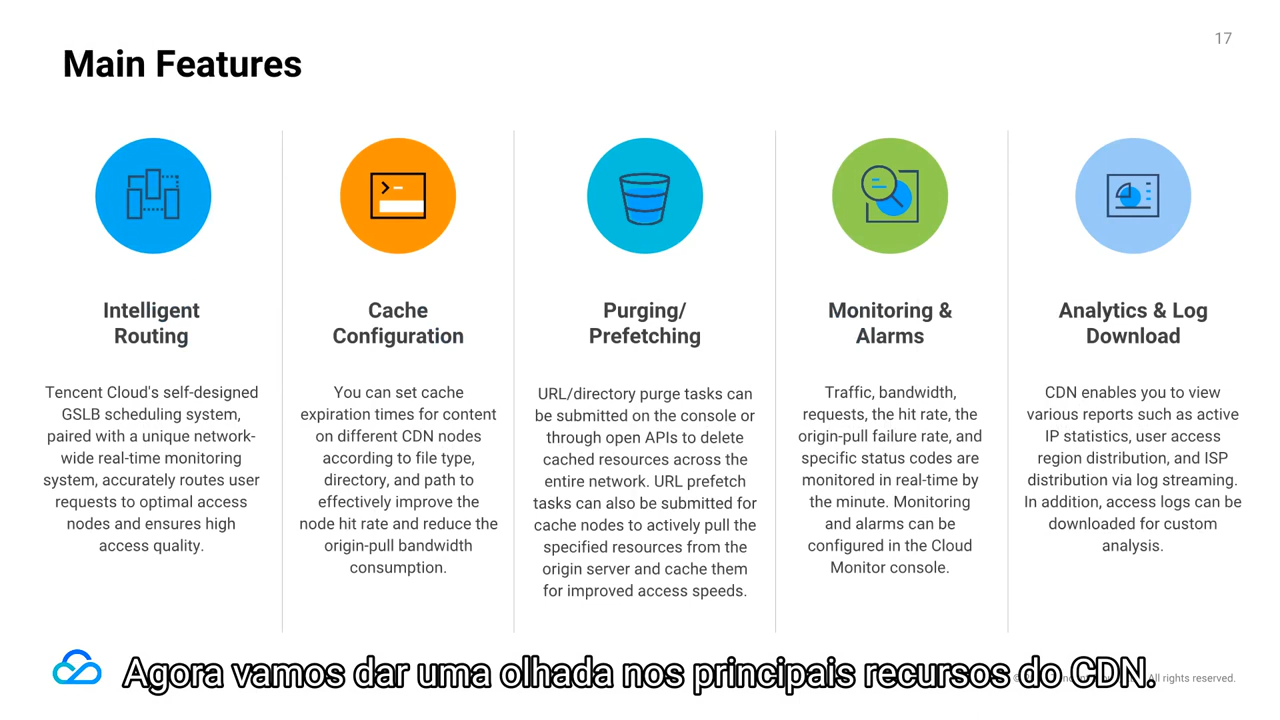 17
Main Features
Intelligent
Routing
Tencent Cloud's self-designed
GSLB scheduling system,
paired with a unique network-
wide real-time monitoring
system, accurately routes user
requests to optimal access
nodes and ensures high
access quality.
Cache
Configuration
You can set cache
expiration times for content
on different CDN nodes
according to file type,
directory, and path to
effectively improve the
node hit rate and reduce the
origin-pull bandwidth
consumption.
Purging/
Prefetching
URL/directory purge tasks can
be submitted on the console or
through open APIs to delete
cached resources across the
entire network. URL prefetch
tasks can also be submitted for
cache nodes to actively pull the
specified resources from the
origin server and cache them
for improved access speeds.
Monitoring &
Alarms
Traffic, bandwidth,
requests, the hit rate, the
origin-pull failure rate, and
specific status codes are
monitored in real-time by
the minute. Monitoring
and alarms can be
configured in the Cloud
Monitor console.
Analytics & Log
Download
CDN enables you to view
various reports such as active
IP statistics, user access
region distribution, and ISP
distribution via log streaming.
In addition, access logs can be
downloaded for custom
analysis.
Agora vamos dar uma olhada nos principais recursos do CDN.
All rights reserved.